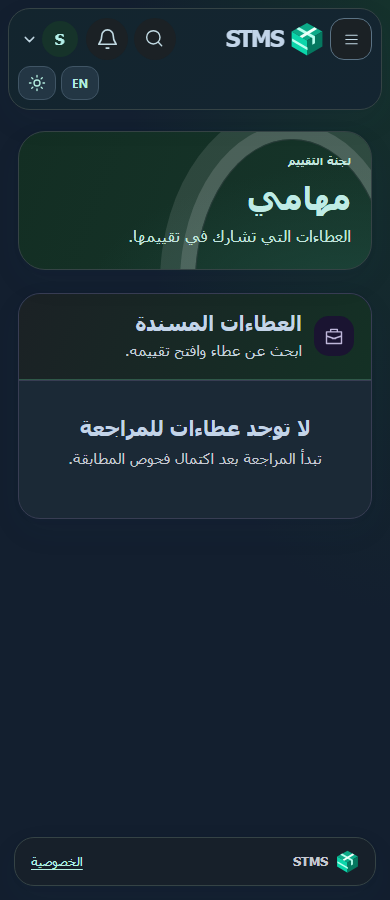 STMS
S
EN
لجنة التقييم
مهامي
العطاءات التي تشارك في تقييمها.
العطاءات المسندة
ابحث عن عطاء وافتح تقييمه.
لا توجد عطاءات للمراجعة
تبدأ المراجعة بعد اكتمال فحوص المطابقة.
STMS
الخصوصية